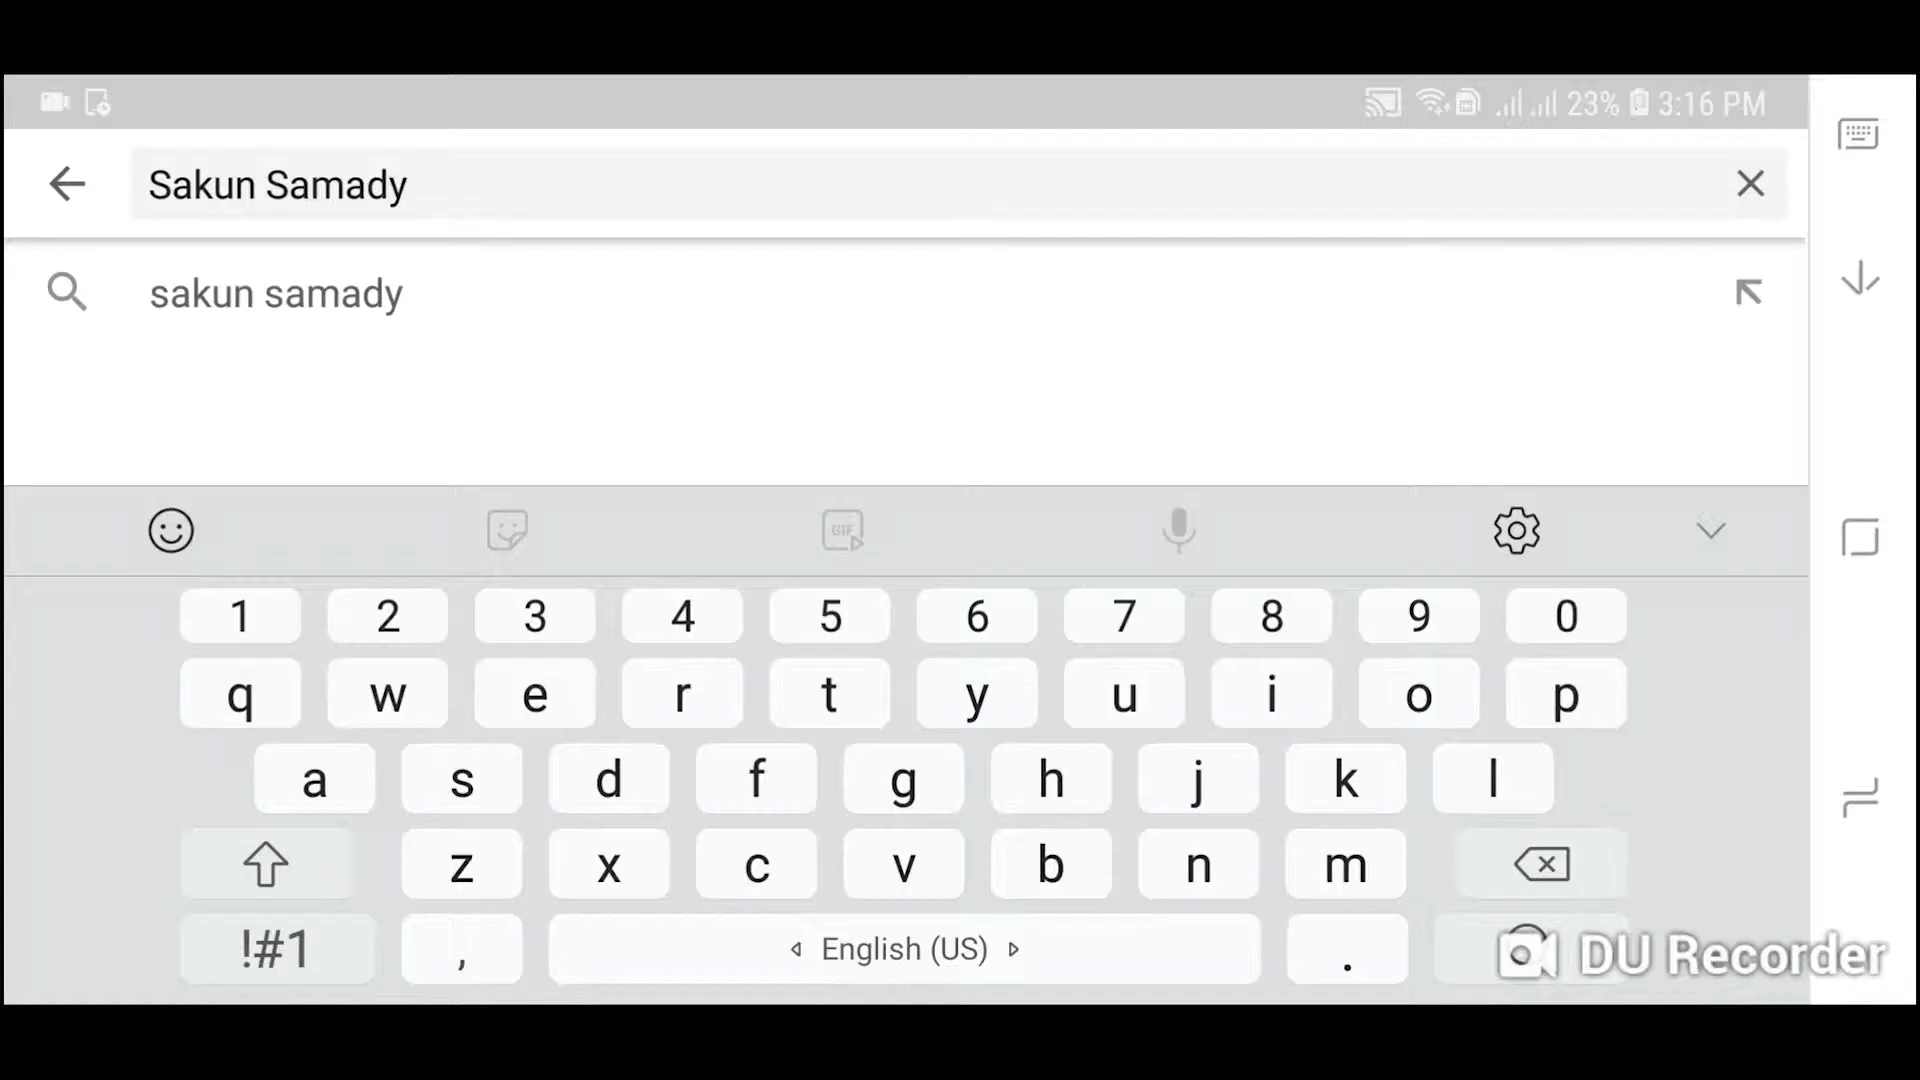 23% 3:16 PM
Sakun Samady
sakun samady
GIF
1 2 3 4 5 6 7 8 9 0
q w e r t y u i o p
a s d f g h j k l
z x c v b n m
!#1 , English (US) .
DU Recorder